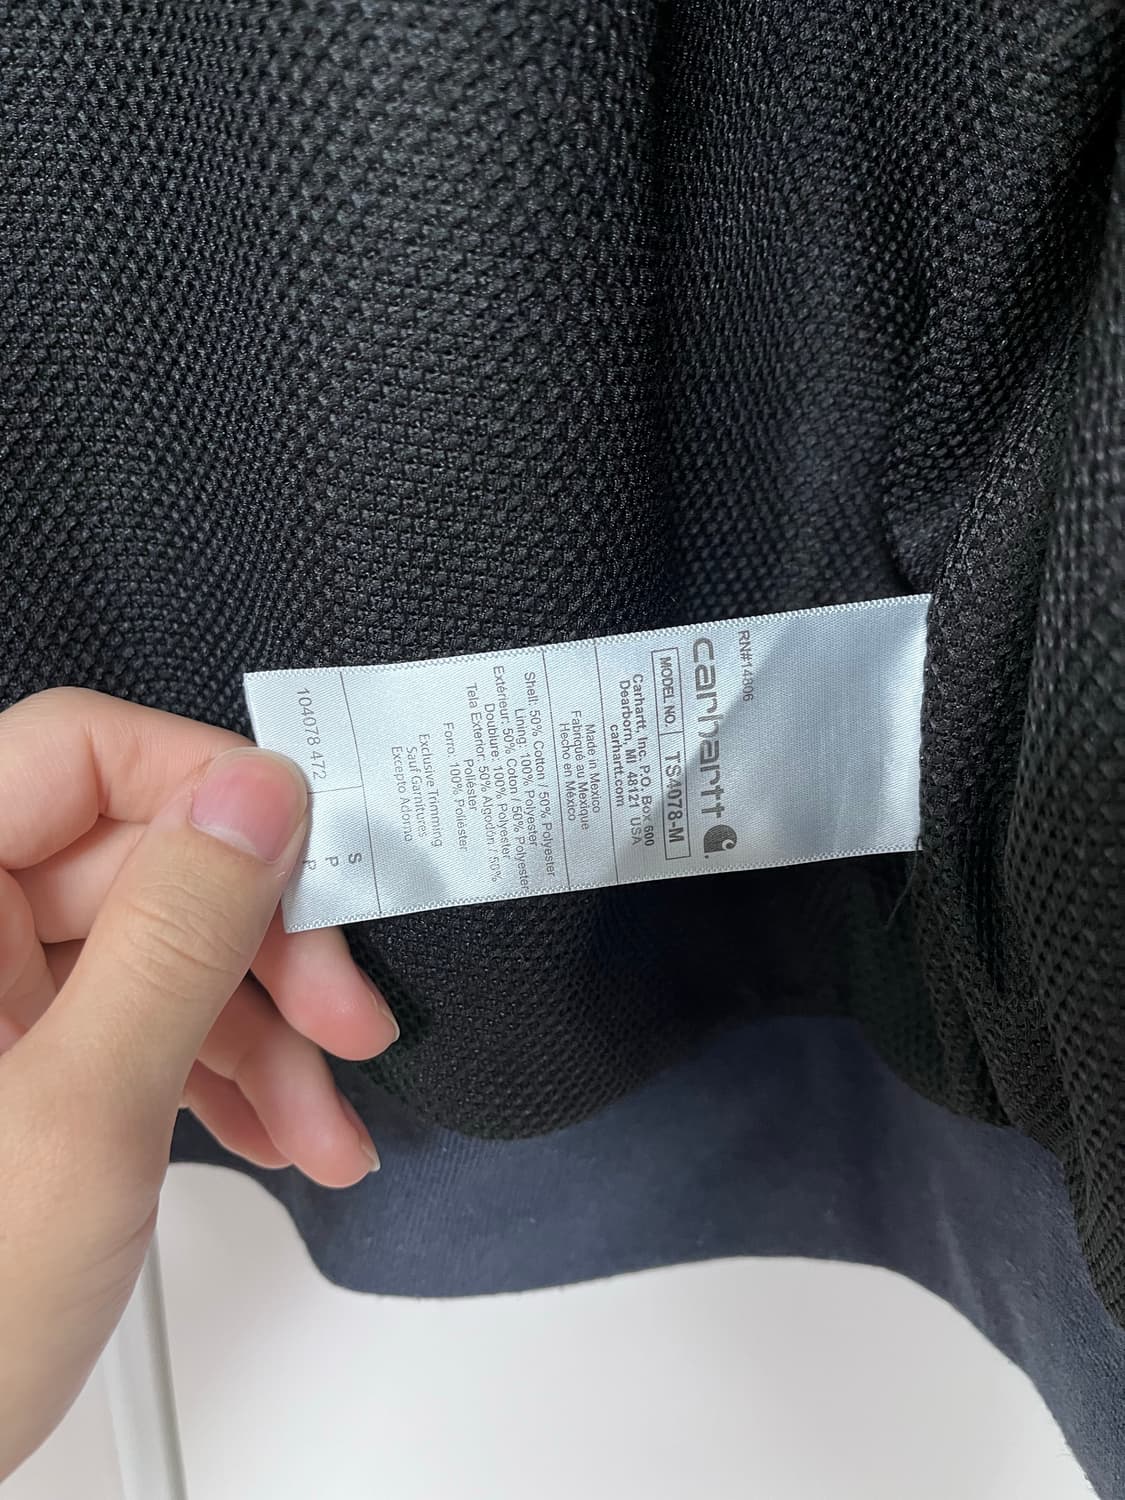 RN#14806
carhartt
MODEL NO. TS4078-M
Carhartt, Inc. P.O. Box 600
Dearborn, MI 48121 USA
carhartt.com
Made in Mexico
Fabriqué au Mexique
Hecho en México
Shell: 50% Cotton / 50% Polyester
Lining: 100% Polyester
Extérieur: 50% Coton / 50% Polyester
Doublure: 100% Polyester
Tela Exterior: 50% Algodón / 50%
Poliéster
Forro: 100% Poliéster
Exclusive Trimming
Sauf Garnitures
Excepto Adorno
104078 472
S
P
P